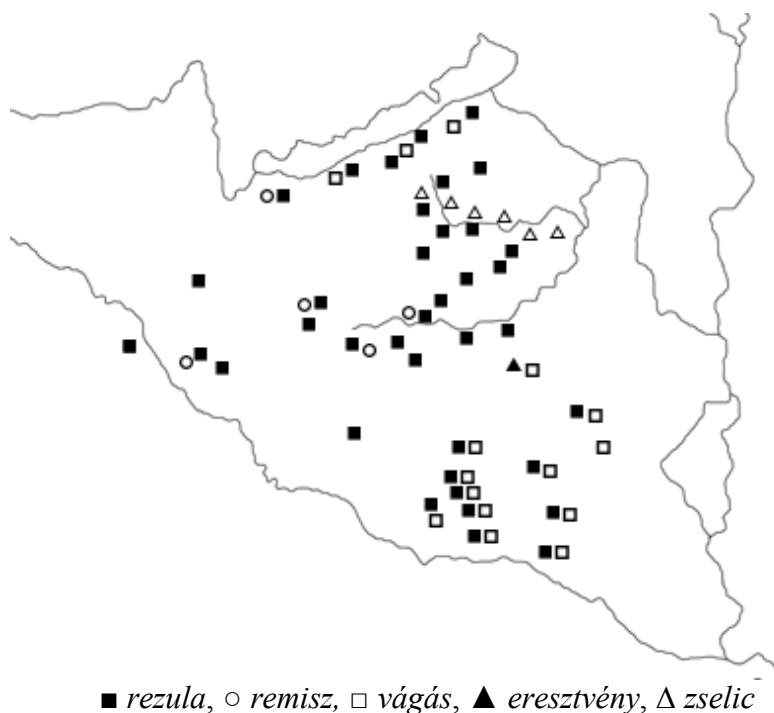 ■ rezula, ○ remisz, □ vágás, ▲ eresztvény, Δ zselic